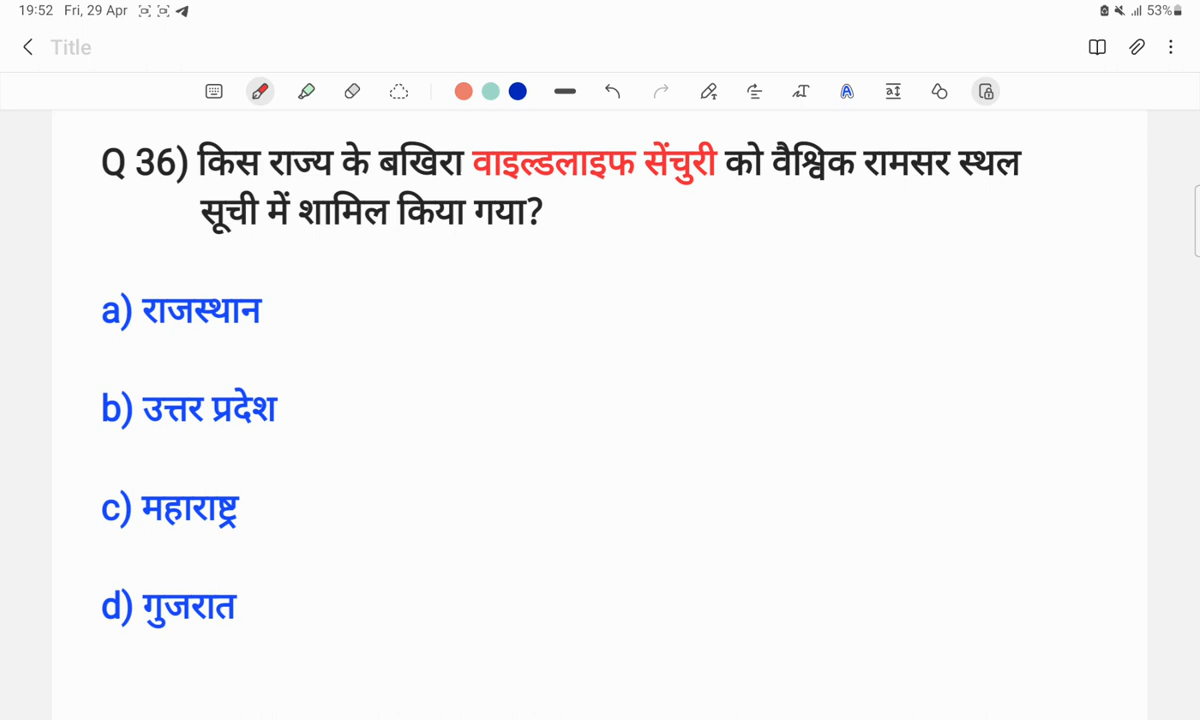 19:52 Fri, 29 Apr 53%
Title
Q 36) किस राज्य के बखिरा वाइल्डलाइफ सेंचुरी को वैश्विक रामसर स्थल
सूची में शामिल किया गया?
a) राजस्थान
b) उत्तर प्रदेश
c) महाराष्ट्र
d) गुजरात